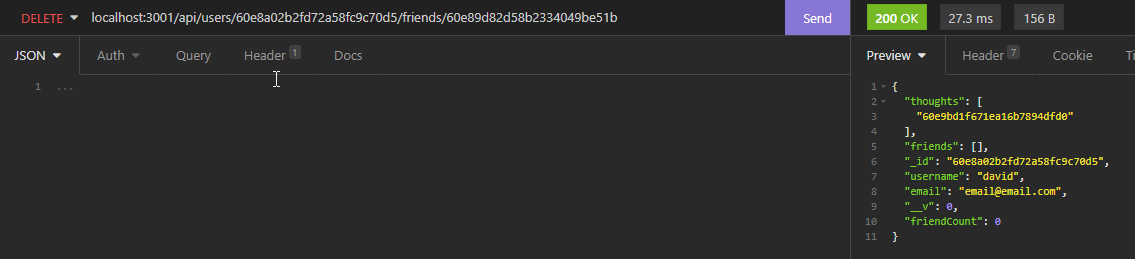 DELETE localhost:3001/api/users/60e8a02b2fd72a58fc9c70d5/friends/60e89d82d58b2334049be51b Send 200 OK 27.3 ms 156 B
JSON Auth Query Header 1 Docs Preview Header 7 Cookie Ti
1 ...
1 {
2 "thoughts": [
3 "60e9bd1f671ea16b7894dfd0"
4 ],
5 "friends": [],
6 "_id": "60e8a02b2fd72a58fc9c70d5",
7 "username": "david",
8 "email": "email@email.com",
9 "__v": 0,
10 "friendCount": 0
11 }